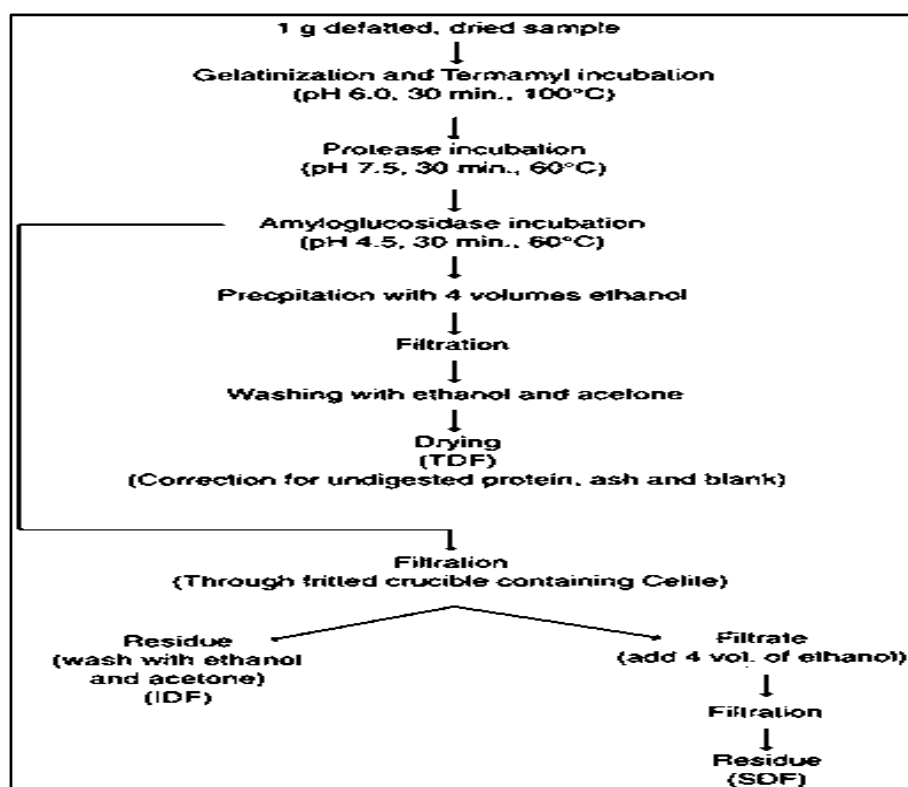 1 g defatted, dried sample
Gelatinization and Termamyl incubation
(pH 6.0, 30 min., 100°C)
Protease incubation
(pH 7.5, 30 min., 60°C)
Amyloglucosidase incubation
(pH 4.5, 30 min., 60°C)
Precpitation with 4 volumes ethanol
Filtration
Washing with ethanol and acetone
Drying
(TDF)
(Correction for undigested protein, ash and blank)
Filtration
(Through fritted crucible containing Celite)
Residue
(wash with ethanol
and acetone)
(IDF)
Filtrate
(add 4 vol. of ethanol)
Filtration
Residue
(SDF)